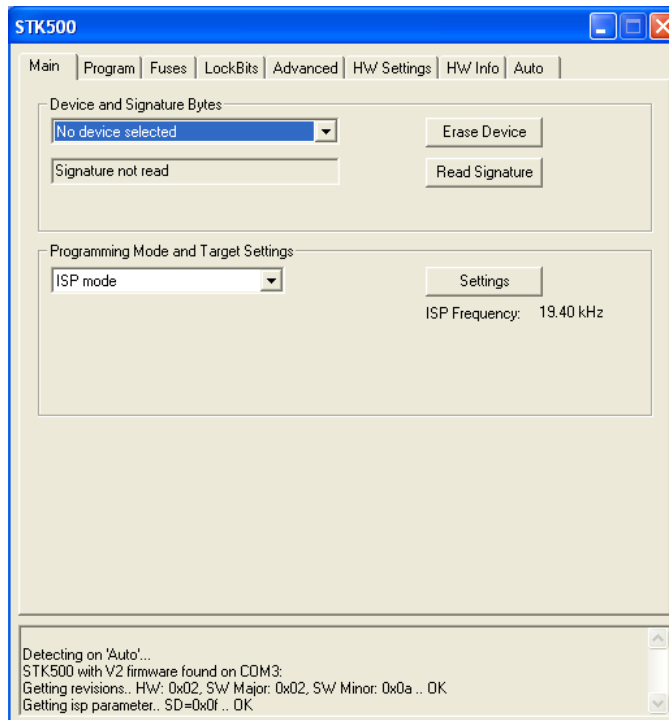 STK500
Main Program Fuses LockBits Advanced HW Settings HW Info Auto
Device and Signature Bytes
No device selected
Erase Device
Signature not read
Read Signature
Programming Mode and Target Settings
ISP mode
Settings
ISP Frequency: 19.40 kHz
Detecting on 'Auto'...
STK500 with V2 firmware found on COM3:
Getting revisions.. HW: 0x02, SW Major: 0x02, SW Minor: 0x0a .. OK
Getting isp parameter.. SD=0x0f .. OK